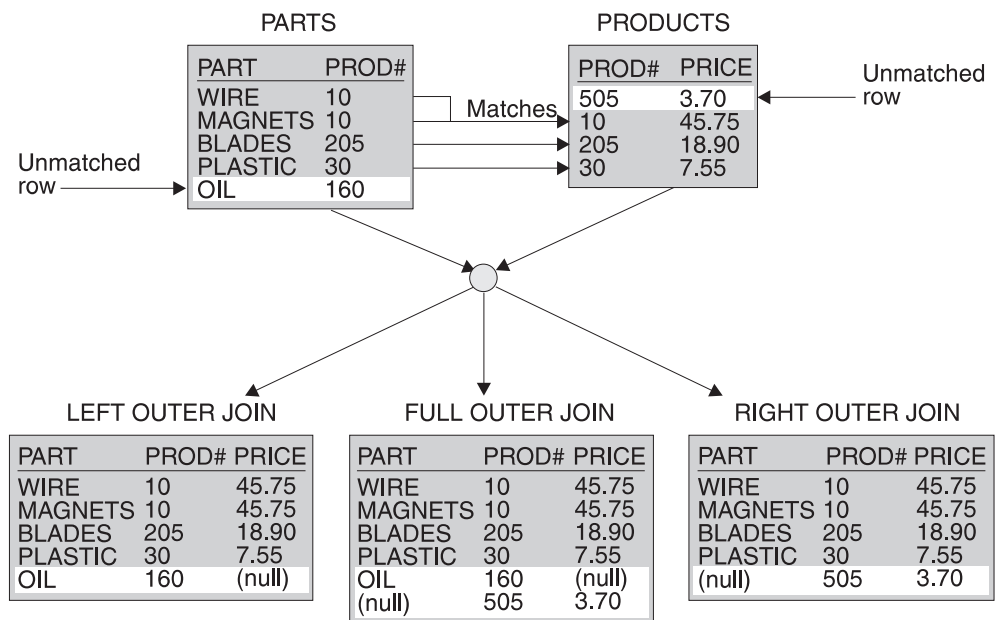 PARTS
PART PROD#
WIRE 10
MAGNETS 10
BLADES 205
PLASTIC 30
OIL 160
Unmatched
row
Matches
PRODUCTS
PROD# PRICE
505 3.70
10 45.75
205 18.90
30 7.55
Unmatched
row
LEFT OUTER JOIN
PART PROD# PRICE
WIRE 10 45.75
MAGNETS 10 45.75
BLADES 205 18.90
PLASTIC 30 7.55
OIL 160 (null)
FULL OUTER JOIN
PART PROD# PRICE
WIRE 10 45.75
MAGNETS 10 45.75
BLADES 205 18.90
PLASTIC 30 7.55
OIL 160 (null)
(null) 505 3.70
RIGHT OUTER JOIN
PART PROD# PRICE
WIRE 10 45.75
MAGNETS 10 45.75
BLADES 205 18.90
PLASTIC 30 7.55
(null) 505 3.70